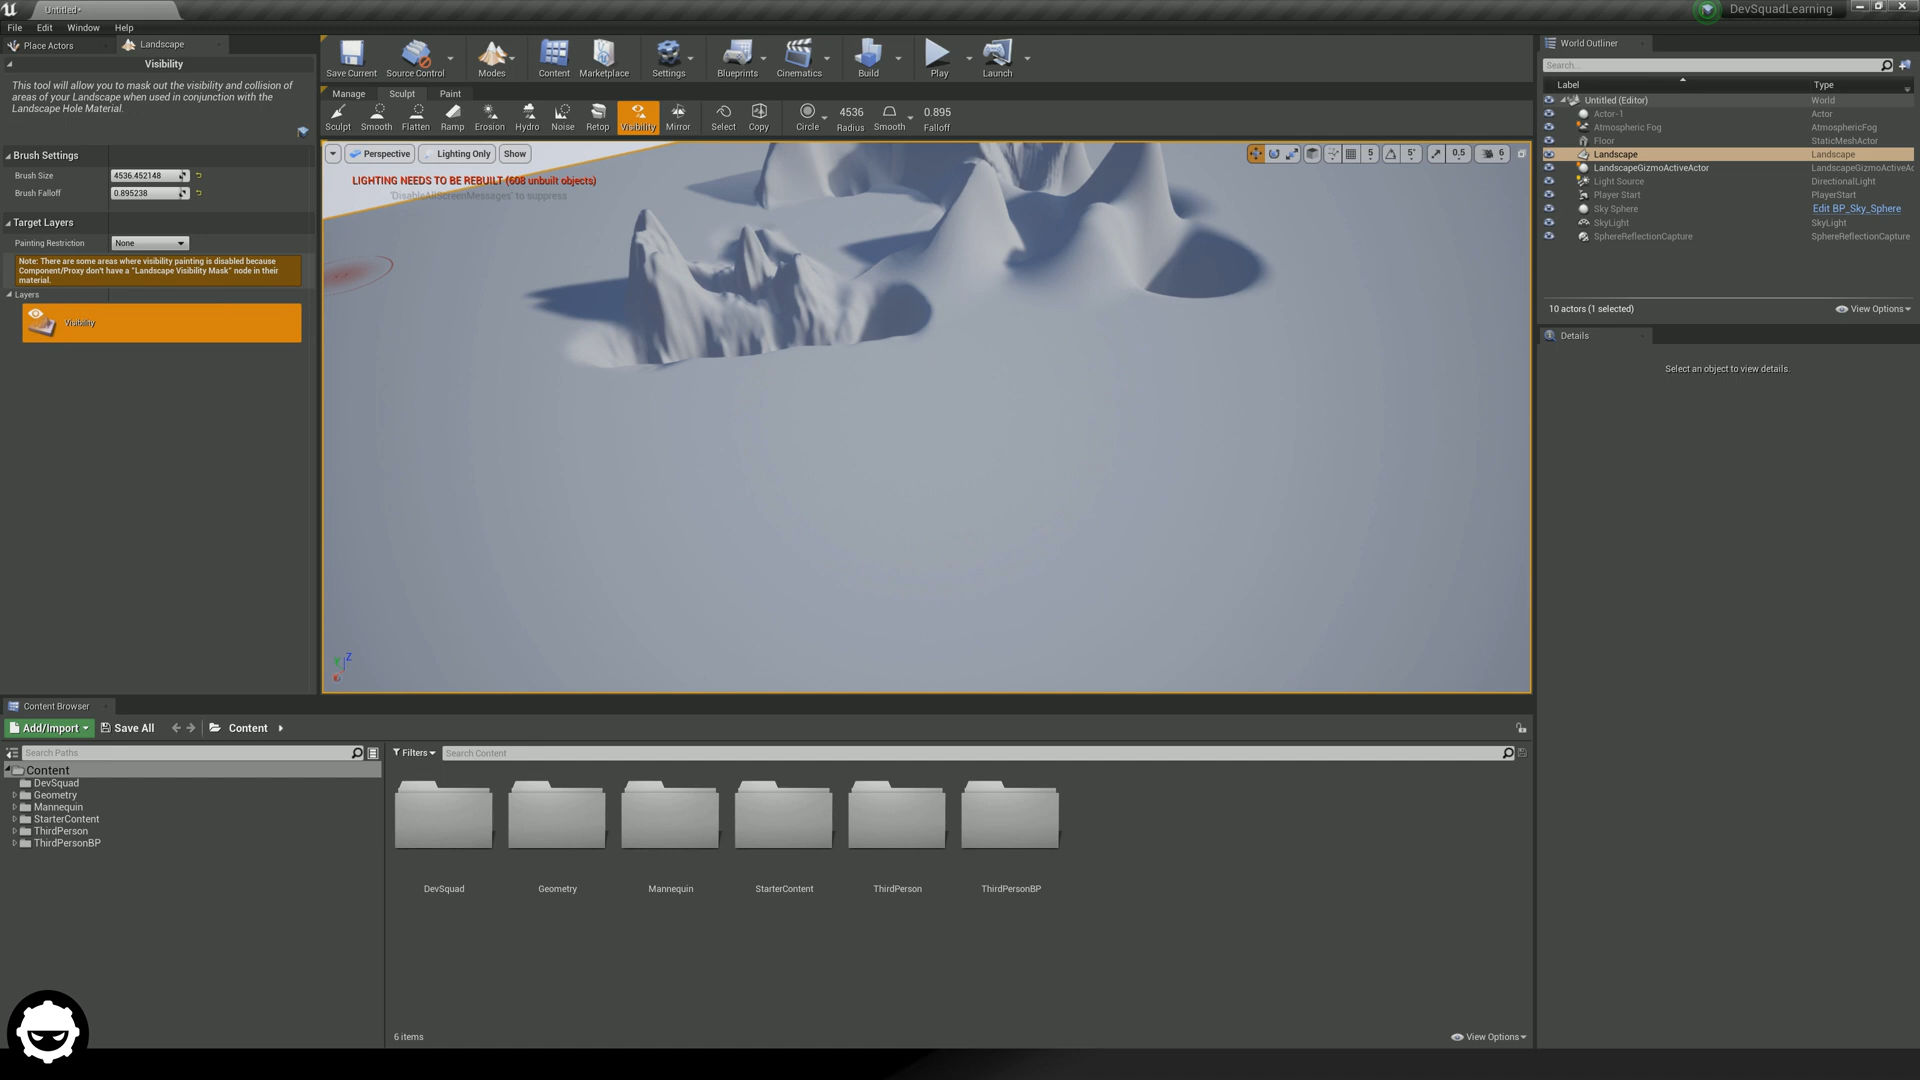 Untitled*
DevSquadLearning
File Edit Window Help
Place Actors
Landscape
Visibility
This tool will allow you to mask out the visibility and collision of
areas of your Landscape when used in conjunction with the
Landscape Hole Material.
Brush Settings
Brush Size 4536.452148
Brush Falloff 0.895238
Target Layers
Painting Restriction None
Note: There are some areas where visibility painting is disabled because
Component/Proxy don't have a "Landscape Visibility Mask" node in their
material.
Layers
Visibility
Save Current Source Control Modes Content Marketplace Settings Blueprints Cinematics Build Play Launch
Manage Sculpt Paint
Sculpt Smooth Flatten Ramp Erosion Hydro Noise Retop Visibility Mirror Select Copy Circle 4536 Radius Smooth 0.895 Falloff
Perspective Lighting Only Show
5 5° 0.5 6
LIGHTING NEEDS TO BE REBUILT (608 unbuilt objects)
'DisableAllScreenMessages' to suppress
Z
World Outliner
Search...
Label Type
Untitled (Editor) World
Actor-1 Actor
Atmospheric Fog AtmosphericFog
Floor StaticMeshActor
Landscape Landscape
LandscapeGizmoActiveActor LandscapeGizmoActiveAc
Light Source DirectionalLight
Player Start PlayerStart
Sky Sphere Edit BP_Sky_Sphere
SkyLight SkyLight
SphereReflectionCapture SphereReflectionCapture
10 actors (1 selected) View Options
Details
Select an object to view details.
Content Browser
Add/Import Save All Content
Search Paths
Filters Search Content
Content
DevSquad
Geometry
Mannequin
StarterContent
ThirdPerson
ThirdPersonBP
DevSquad Geometry Mannequin StarterContent ThirdPerson ThirdPersonBP
6 items View Options